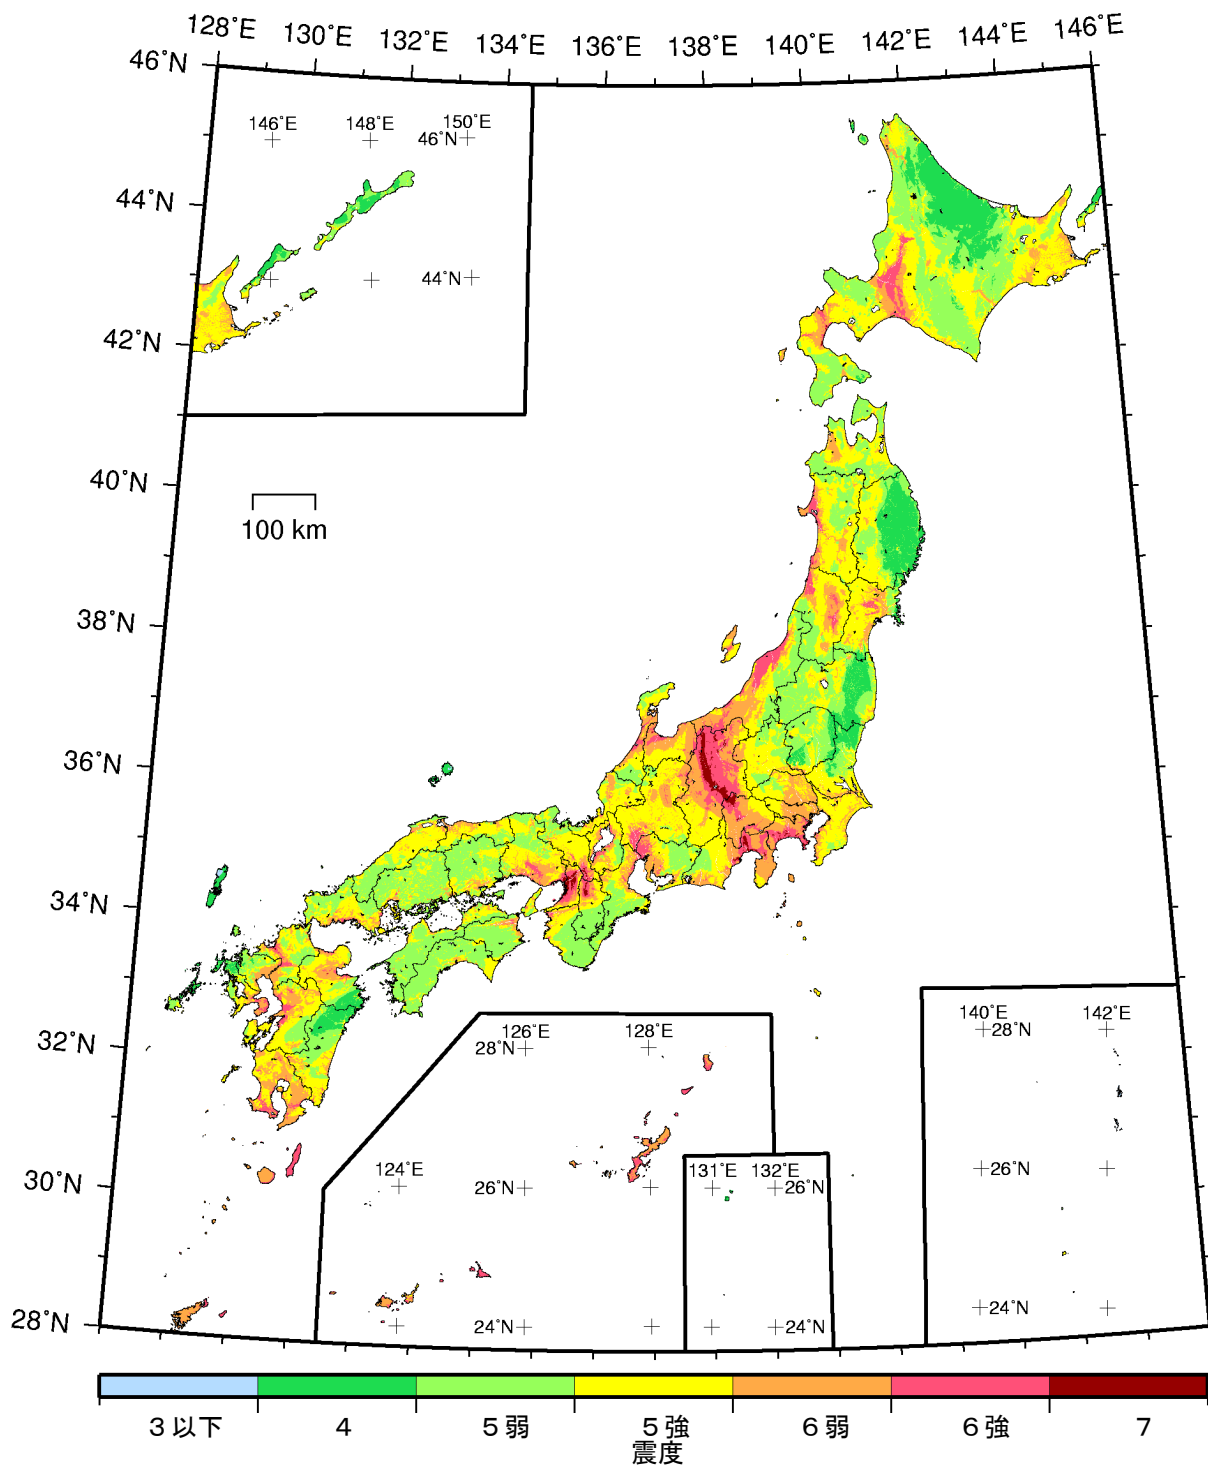 128°E 130°E 132°E 134°E 136°E 138°E 140°E 142°E 144°E 146°E
46°N
44°N
42°N
40°N
38°N
36°N
34°N
32°N
30°N
28°N
146°E 148°E 150°E
46°N
44°N
100 km
126°E 128°E
28°N
124°E
26°N
24°N
131°E 132°E
26°N
24°N
140°E 142°E
28°N
26°N
24°N
3以下 4 5弱 5強 6弱 6強 7
震度